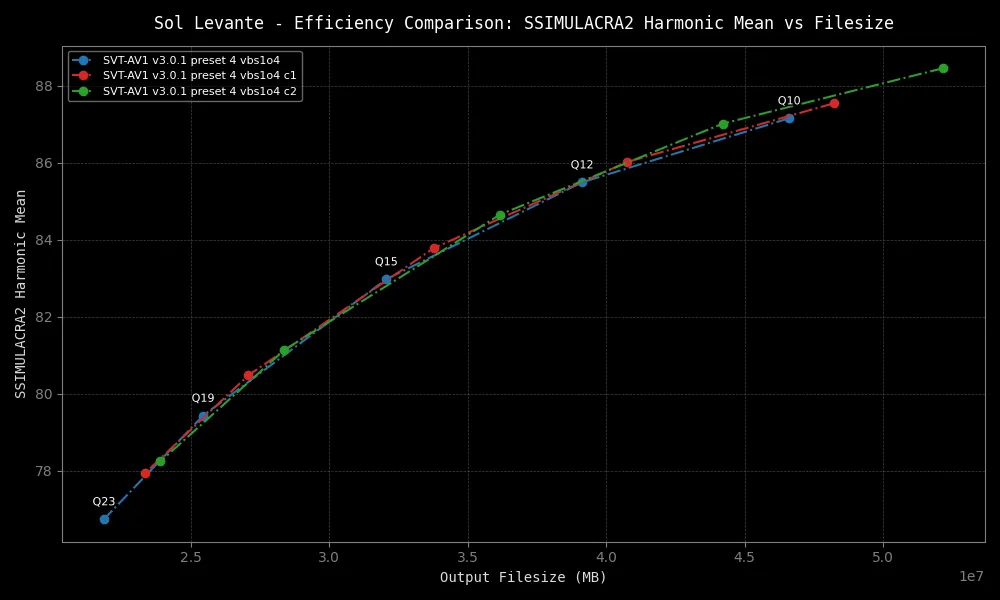 Sol Levante - Efficiency Comparison: SSIMULACRA2 Harmonic Mean vs Filesize
SVT-AV1 v3.0.1 preset 4 vbs1o4
SVT-AV1 v3.0.1 preset 4 vbs1o4 c1
SVT-AV1 v3.0.1 preset 4 vbs1o4 c2
88
86
84
82
80
78
SSIMULACRA2 Harmonic Mean
Q10
Q12
Q15
Q19
Q23
2.5
3.0
3.5
4.0
4.5
5.0
1e7
Output Filesize (MB)